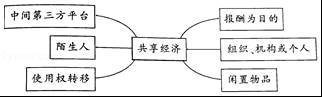 中间第三方平台
报酬为目的
陌生人
共享经济
组织、机构或个人
使用权转移
闲置物品